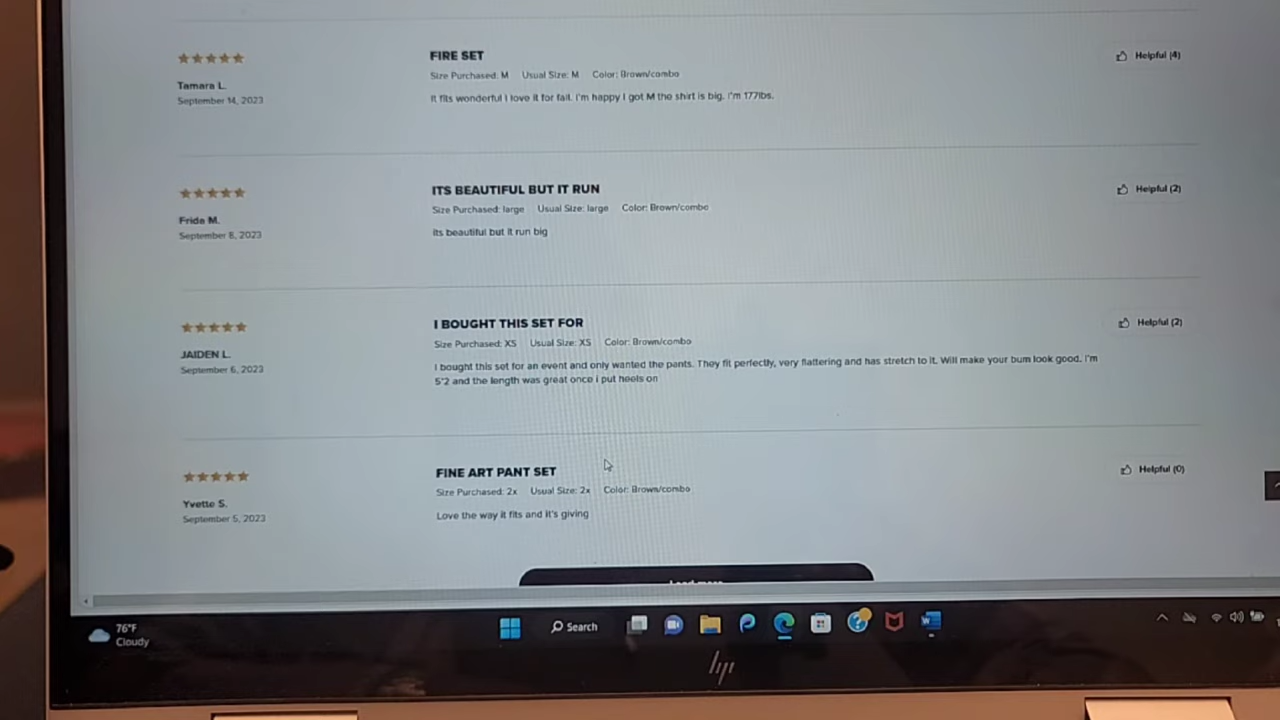 ★★★★★ FIRE SET Helpful (4)
Size Purchased: M Usual Size: M Color: Brown/combo
Tamara L.
September 14, 2023
It fits wonderful I love it for fall. I'm happy I got M the shirt is big. I'm 177lbs.
ITS BEAUTIFUL BUT IT RUN Helpful (2)
Size Purchased: large Usual Size: large Color: Brown/combo
Frida M.
September 8, 2023
Its beautiful but it run big
I BOUGHT THIS SET FOR Helpful (2)
Size Purchased: XS Usual Size: XS Color: Brown/combo
JAIDEN L.
September 6, 2023
I bought this set for an event and only wanted the pants. They fit perfectly, very flattering and has stretch to it. Will make your bum look good. I'm
5'2 and the length was great once i put heels on
FINE ART PANT SET Helpful (0)
Size Purchased: 2x Usual Size: 2x Color: Brown/combo
Yvette S.
September 5, 2023
Love the way it fits and it's giving
Load more
76°F
Cloudy
Search
hp